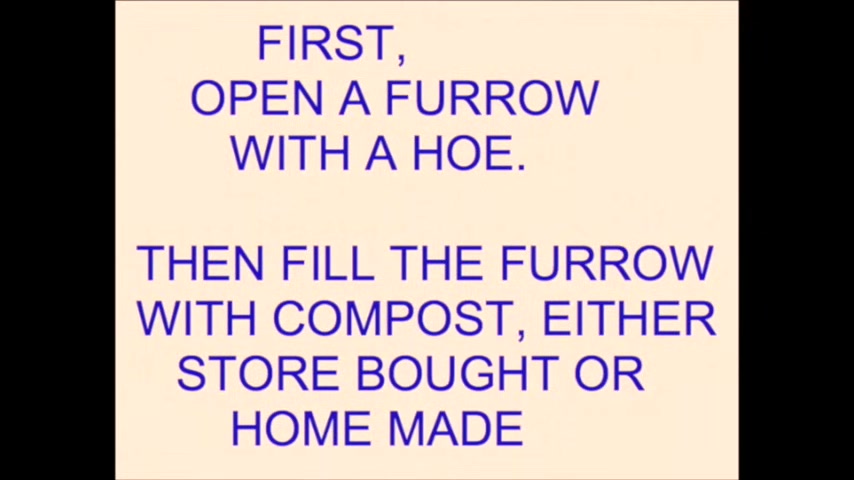 FIRST,
OPEN A FURROW
WITH A HOE.
THEN FILL THE FURROW
WITH COMPOST, EITHER
STORE BOUGHT OR
HOME MADE